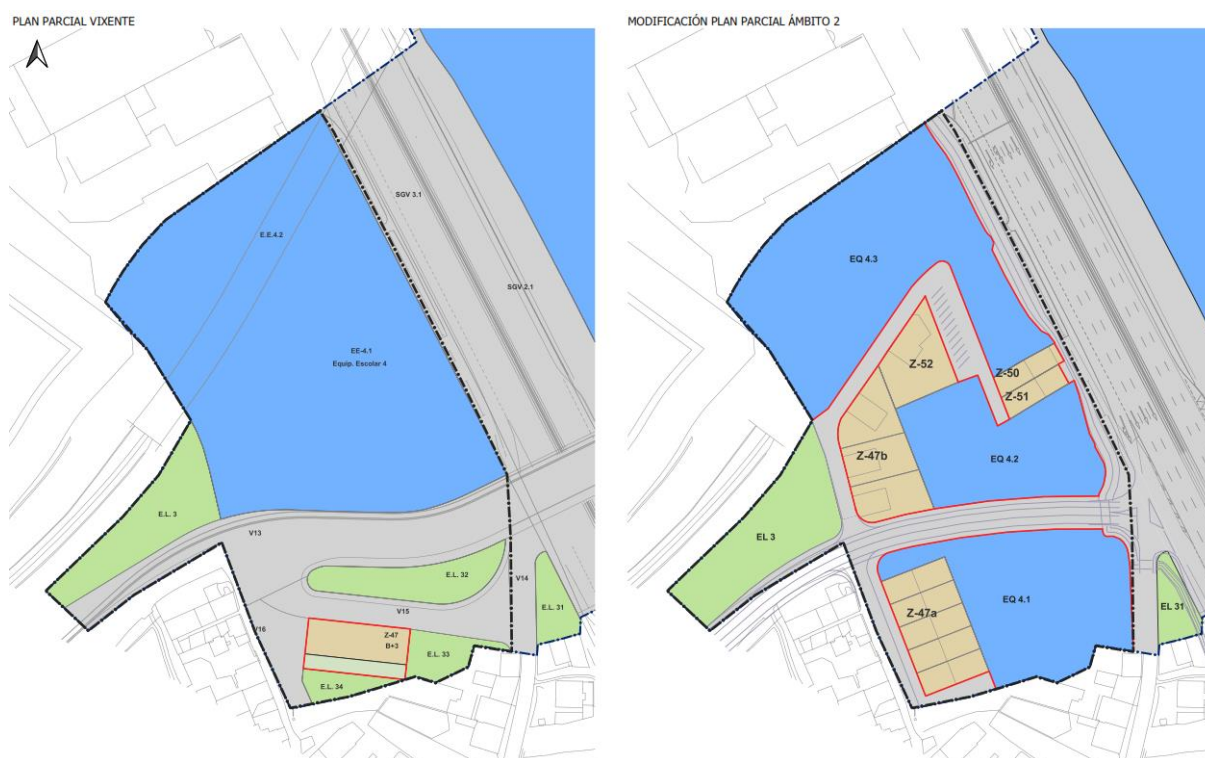 PLAN PARCIAL VIXENTE
E.E.4.2
SGV 3.1
SGV 2.1
EE-4.1
Equip. Escolar 4
E.L. 3
V13
E.L. 32
V14
V15
E.L. 31
V16
Z-47
B+3
E.L. 33
E.L. 34
MODIFICACIÓN PLAN PARCIAL ÁMBITO 2
EQ 4.3
Z-52
Z-50
Z-51
Z-47b
EQ 4.2
EL 3
EQ 4.1
Z-47a
EL 31